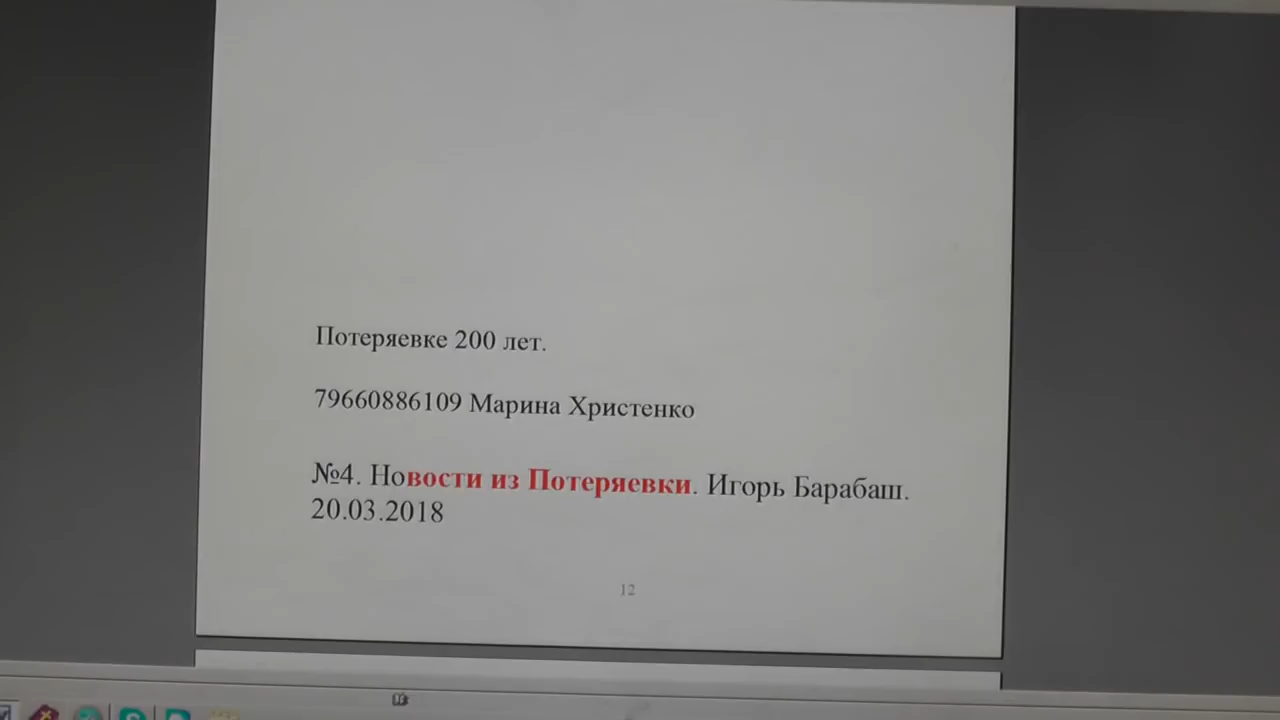 Потеряевке 200 лет.
79660886109 Марина Христенко
№4. Новости из Потеряевки. Игорь Барабаш.
20.03.2018
12